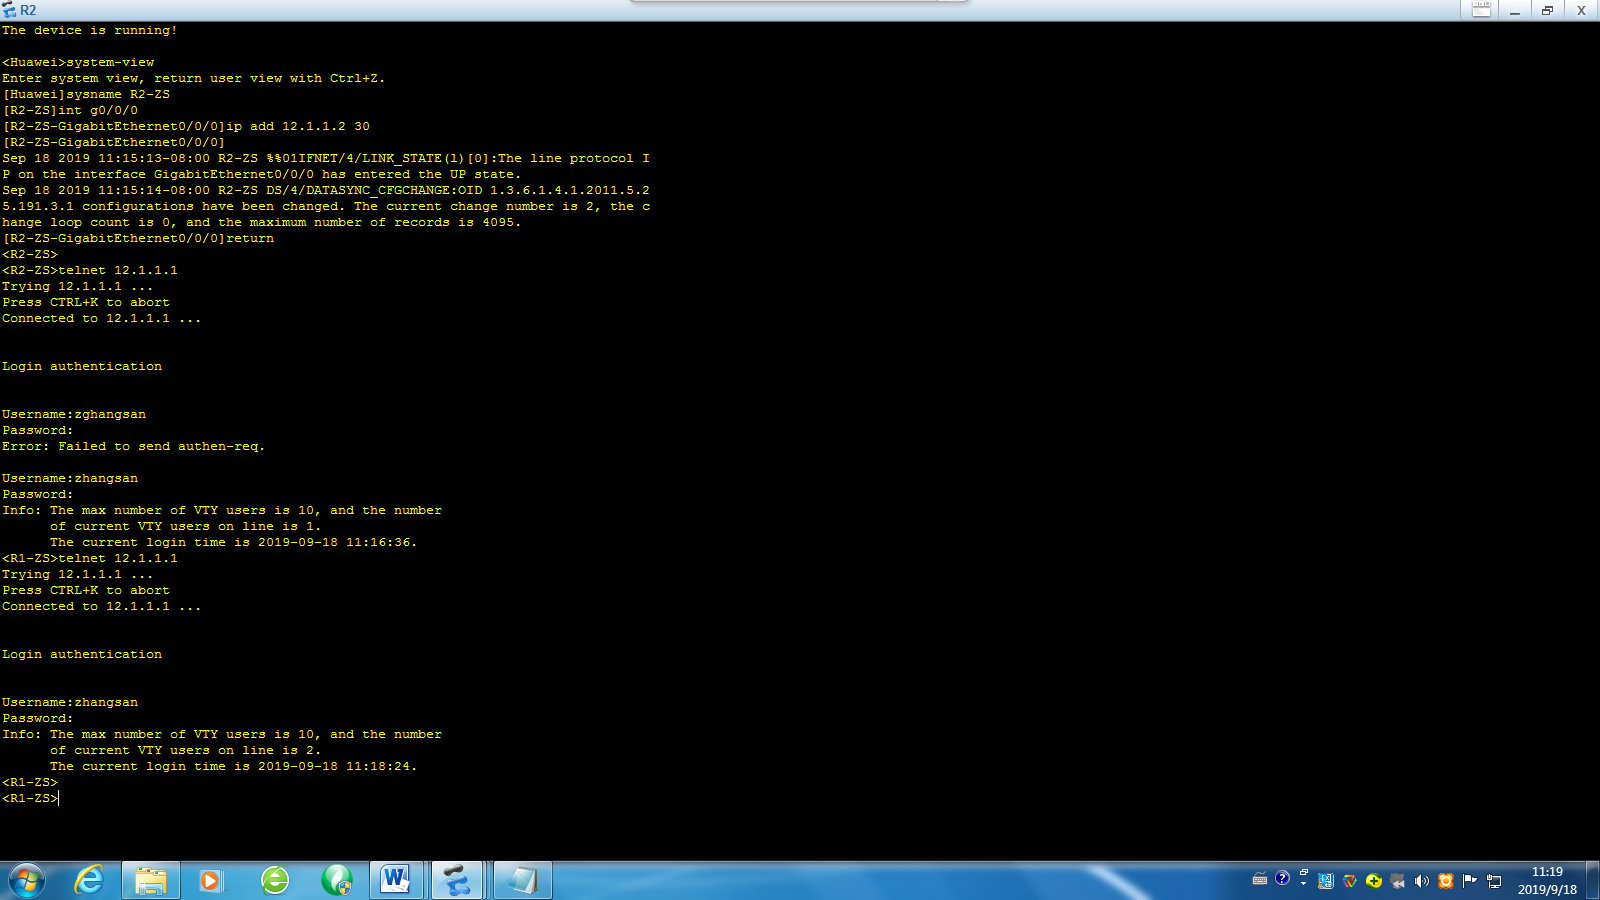 R2
The device is running!
<Huawei>system-view
Enter system view, return user view with Ctrl+Z.
[Huawei]sysname R2-ZS
[R2-ZS]int g0/0/0
[R2-ZS-GigabitEthernet0/0/0]ip add 12.1.1.2 30
[R2-ZS-GigabitEthernet0/0/0]
Sep 18 2019 11:15:13-08:00 R2-ZS %%01IFNET/4/LINK_STATE(l)[0]:The line protocol I
P on the interface GigabitEthernet0/0/0 has entered the UP state.
Sep 18 2019 11:15:14-08:00 R2-ZS DS/4/DATASYNC_CFGCHANGE:OID 1.3.6.1.4.1.2011.5.2
5.191.3.1 configurations have been changed. The current change number is 2, the c
hange loop count is 0, and the maximum number of records is 4095.
[R2-ZS-GigabitEthernet0/0/0]return
<R2-ZS>
<R2-ZS>telnet 12.1.1.1
Trying 12.1.1.1 ...
Press CTRL+K to abort
Connected to 12.1.1.1 ...
Login authentication
Username:zghangsan
Password:
Error: Failed to send authen-req.
Username:zhangsan
Password:
Info: The max number of VTY users is 10, and the number
of current VTY users on line is 1.
The current login time is 2019-09-18 11:16:36.
<R1-ZS>telnet 12.1.1.1
Trying 12.1.1.1 ...
Press CTRL+K to abort
Connected to 12.1.1.1 ...
Login authentication
Username:zhangsan
Password:
Info: The max number of VTY users is 10, and the number
of current VTY users on line is 2.
The current login time is 2019-09-18 11:18:24.
<R1-ZS>
<R1-ZS>
11:19
2019/9/18